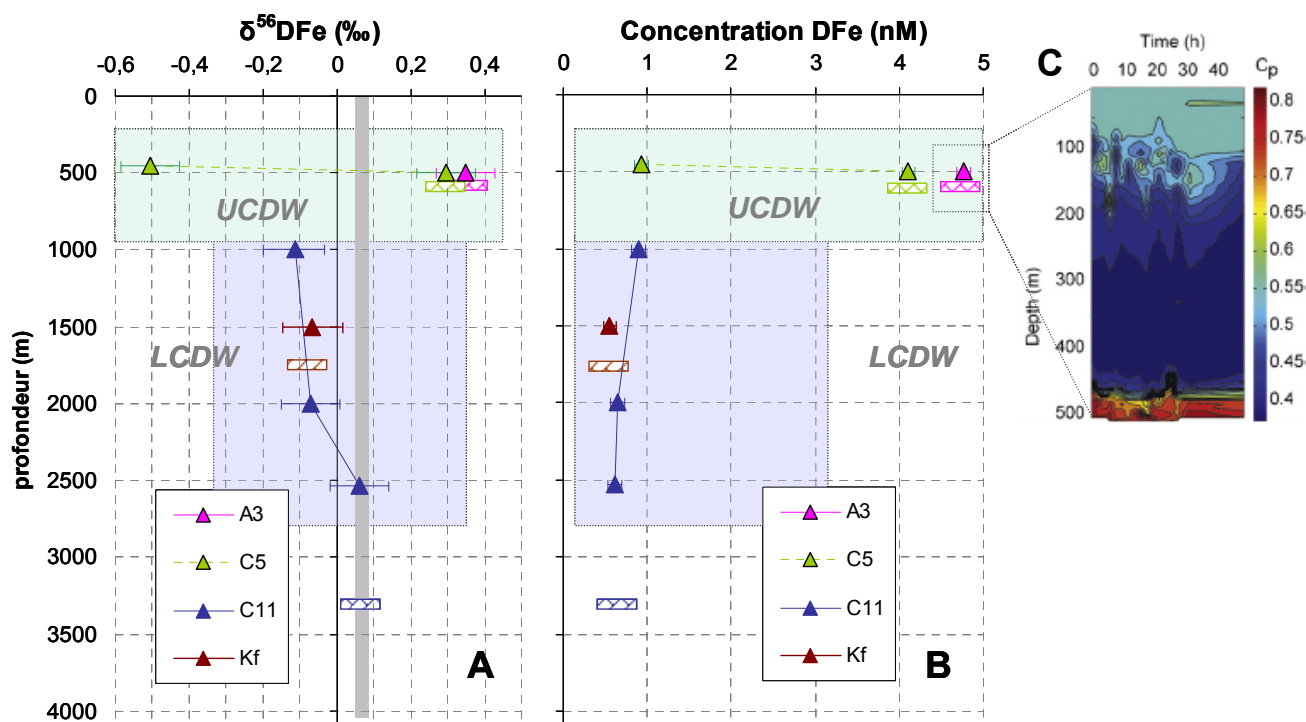 δ⁵⁶DFe (‰)
-0,6 -0,4 -0,2 0 0,2 0,4
0
500
1000
1500
2000
2500
3000
3500
4000
profondeur (m)
UCDW
LCDW
A3
C5
C11
Kf
A
Concentration DFe (nM)
0 1 2 3 4 5
UCDW
LCDW
A3
C5
C11
Kf
B
C
Time (h)
0 10 20 30 40
Cp
100
200
300
400
500
Depth (m)
0.8
0.75
0.7
0.65
0.6
0.55
0.5
0.45
0.4